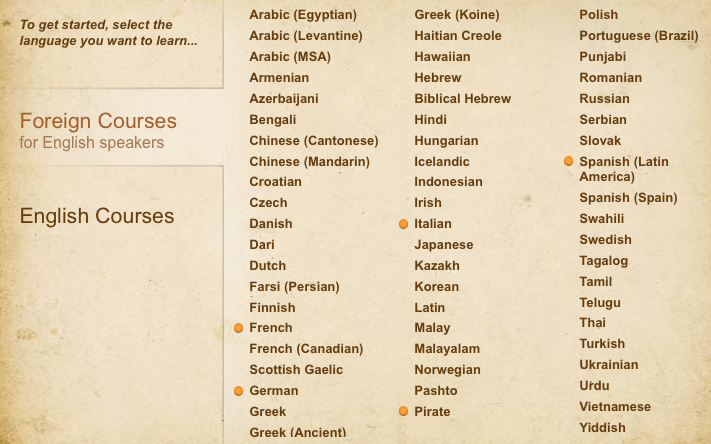 To get started, select the
language you want to learn...
Foreign Courses
for English speakers
English Courses
Arabic (Egyptian)
Arabic (Levantine)
Arabic (MSA)
Armenian
Azerbaijani
Bengali
Chinese (Cantonese)
Chinese (Mandarin)
Croatian
Czech
Danish
Dari
Dutch
Farsi (Persian)
Finnish
French
French (Canadian)
Scottish Gaelic
German
Greek
Greek (Ancient)
Greek (Koine)
Haitian Creole
Hawaiian
Hebrew
Biblical Hebrew
Hindi
Hungarian
Icelandic
Indonesian
Irish
Italian
Japanese
Kazakh
Korean
Latin
Malay
Malayalam
Norwegian
Pashto
Pirate
Polish
Portuguese (Brazil)
Punjabi
Romanian
Russian
Serbian
Slovak
Spanish (Latin
America)
Spanish (Spain)
Swahili
Swedish
Tagalog
Tamil
Telugu
Thai
Turkish
Ukrainian
Urdu
Vietnamese
Yiddish